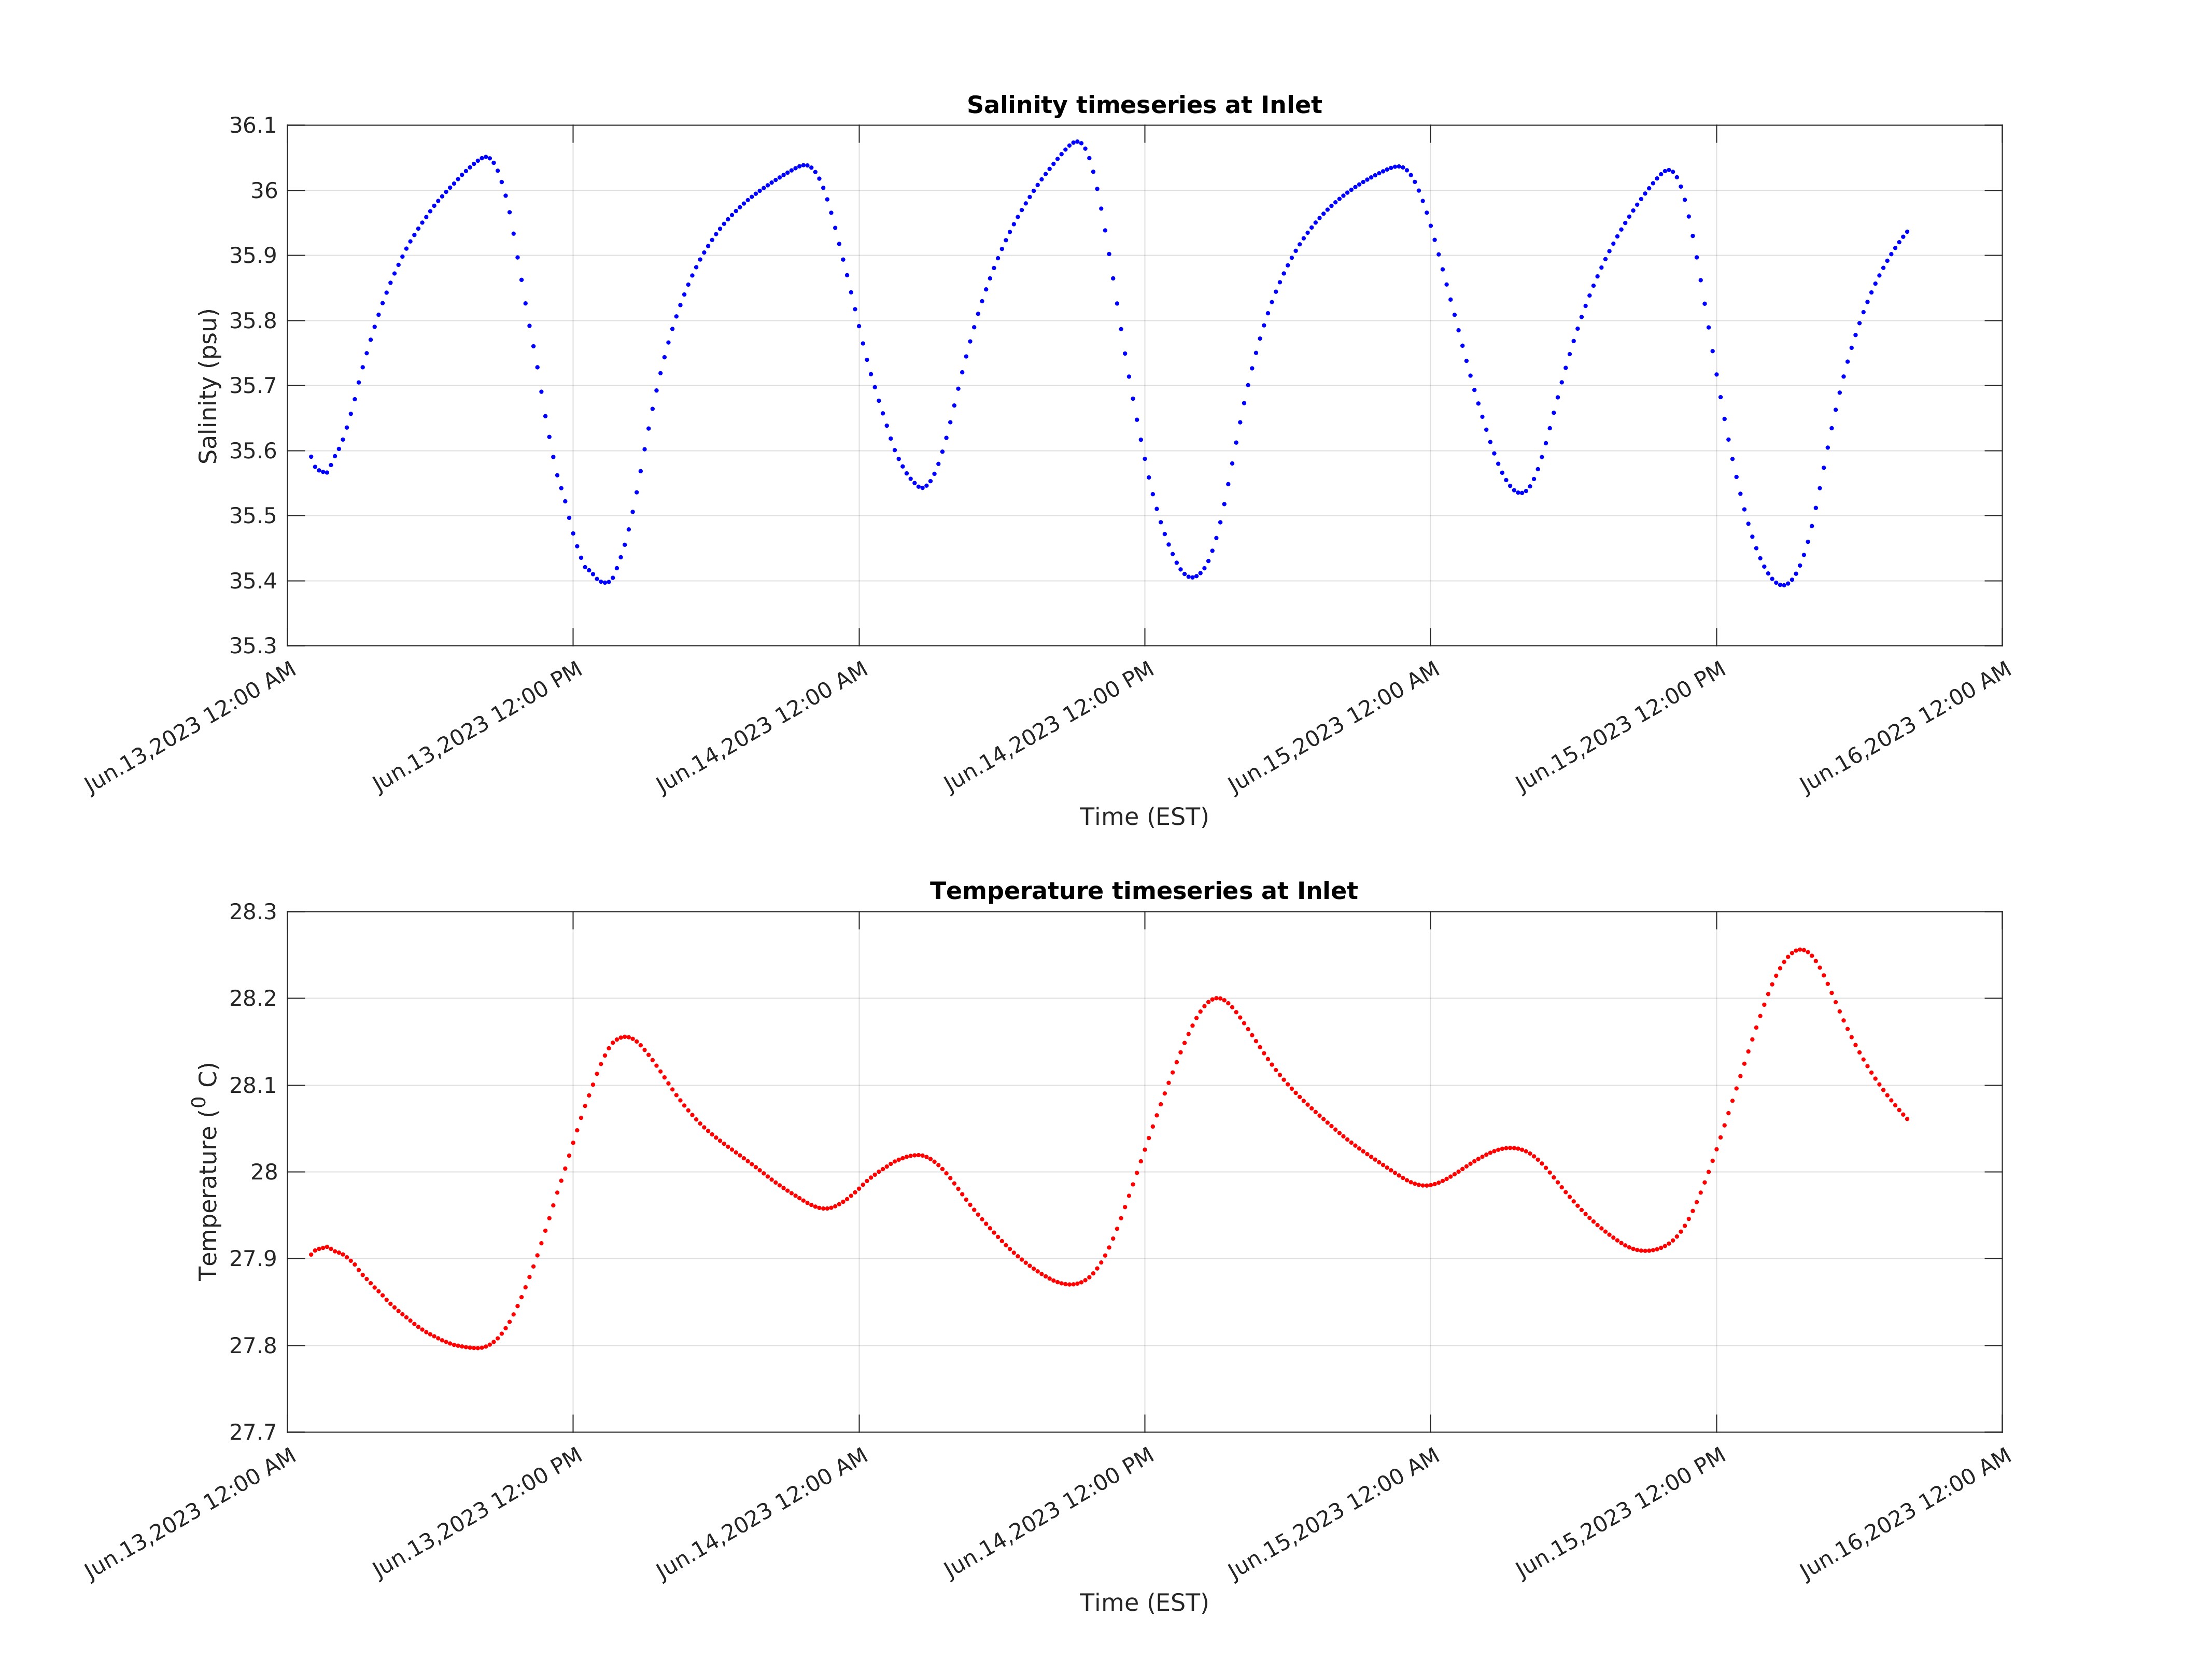 Salinity timeseries at Inlet
36.1
36
35.9
35.8
35.7
35.6
35.5
35.4
35.3
Salinity (psu)
Jun.13,2023 12:00 AM
Jun.13,2023 12:00 PM
Jun.14,2023 12:00 AM
Jun.14,2023 12:00 PM
Jun.15,2023 12:00 AM
Jun.15,2023 12:00 PM
Jun.16,2023 12:00 AM
Time (EST)
Temperature timeseries at Inlet
28.3
28.2
28.1
28
27.9
27.8
27.7
Temperature (⁰ C)
Jun.13,2023 12:00 AM
Jun.13,2023 12:00 PM
Jun.14,2023 12:00 AM
Jun.14,2023 12:00 PM
Jun.15,2023 12:00 AM
Jun.15,2023 12:00 PM
Jun.16,2023 12:00 AM
Time (EST)